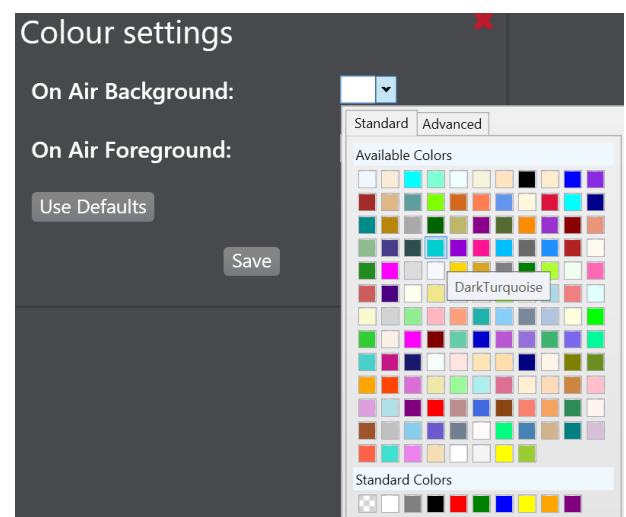 Colour settings
On Air Background:
Standard Advanced
Available Colors
On Air Foreground:
Use Defaults
Save
DarkTurquoise
Standard Colors